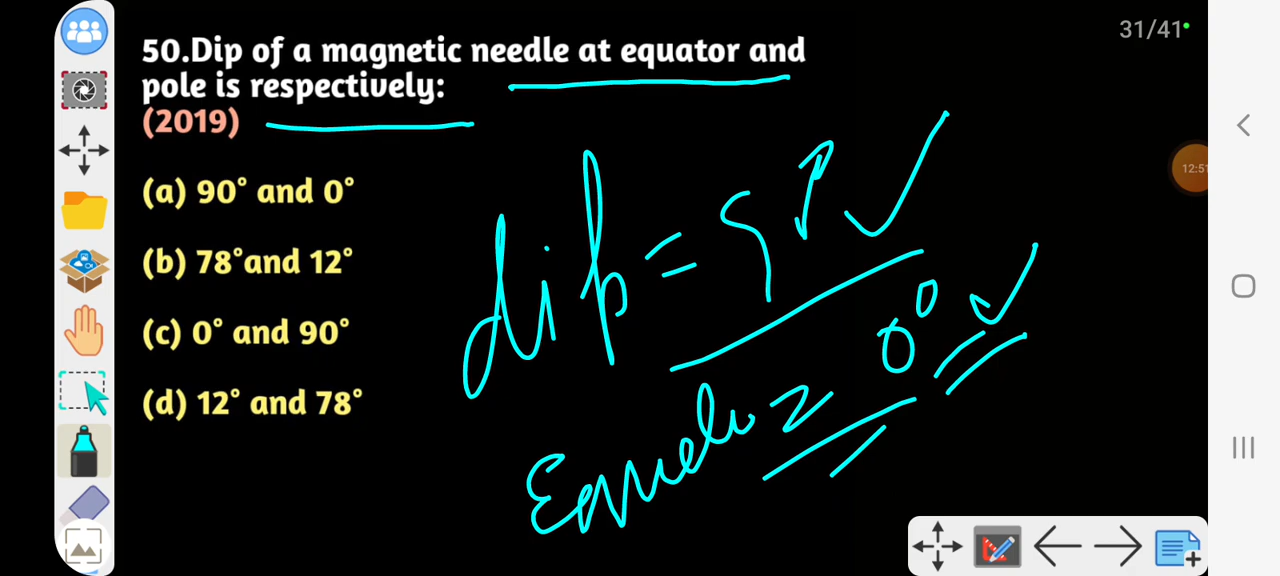 31/41
50.Dip of a magnetic needle at equator and
pole is respectively:
(2019)
(a) 90° and 0°
(b) 78°and 12°
(c) 0° and 90°
(d) 12° and 78°
dip =
0°
12:51